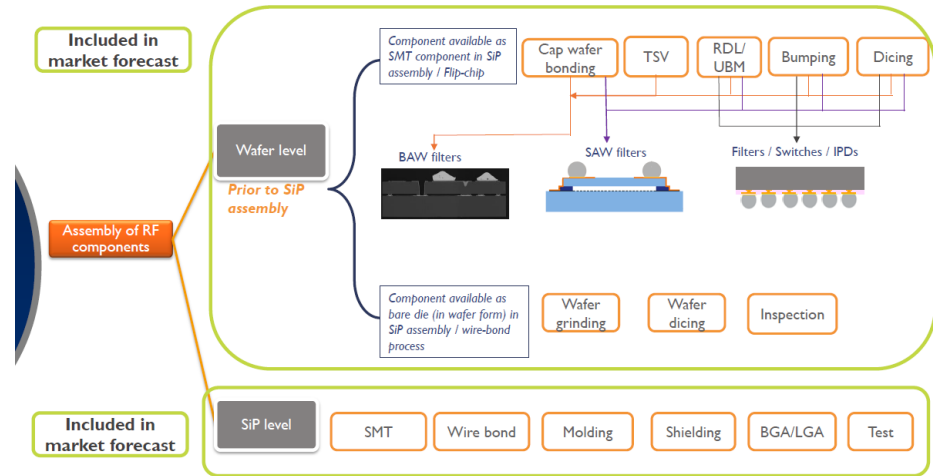 Included in
market forecast
Component available as
SMT component in SiP
assembly / Flip-chip
Cap wafer
bonding
TSV
RDL/
UBM
Bumping
Dicing
Wafer level
BAW filters
SAW filters
Filters / Switches / IPDs
Prior to SiP
assembly
Assembly of RF
components
Component available as
bare die (in wafer form) in
SiP assembly / wire-bond
process
Wafer
grinding
Wafer
dicing
Inspection
Included in
market forecast
SiP level
SMT
Wire bond
Molding
Shielding
BGA/LGA
Test